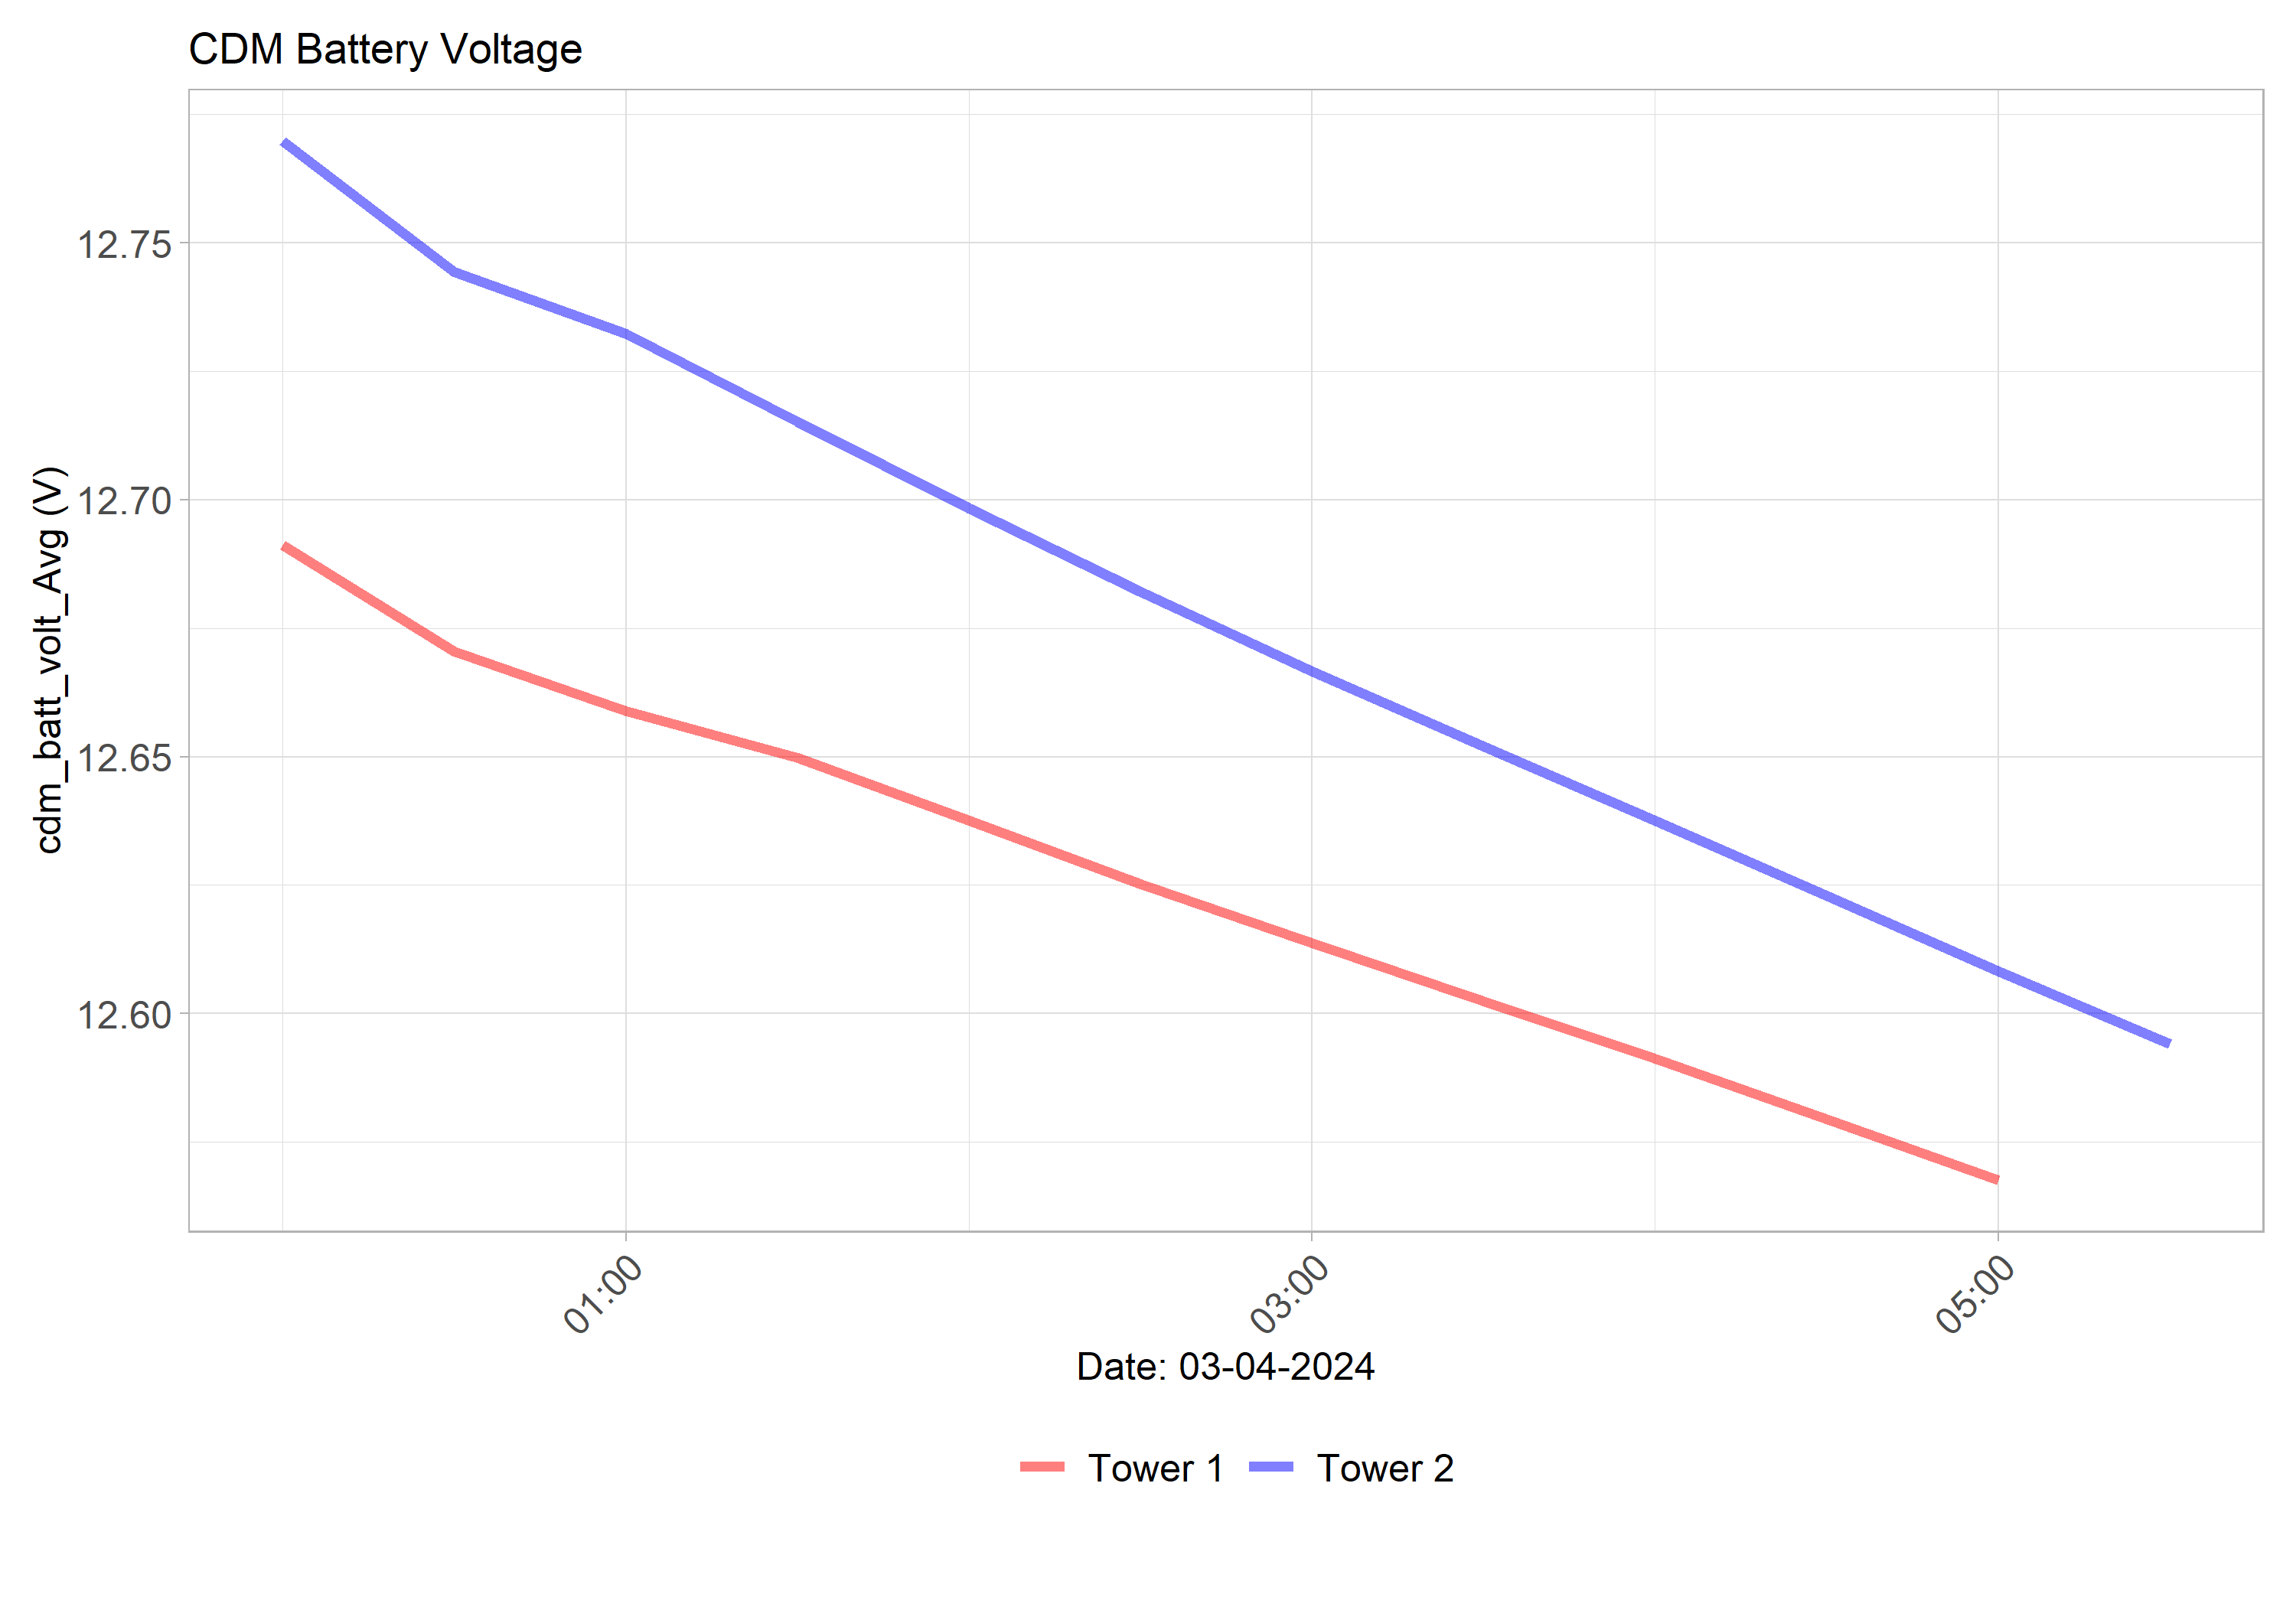 CDM Battery Voltage
cdm_batt_volt_Avg (V)
12.75
12.70
12.65
12.60
01:00
03:00
05:00
Date: 03-04-2024
Tower 1
Tower 2